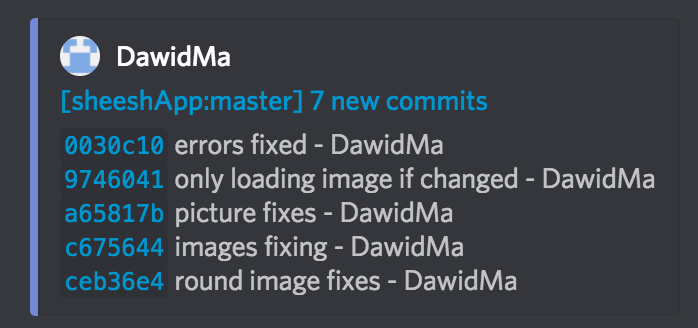 DawidMa
[sheeshApp:master] 7 new commits
0030c10 errors fixed - DawidMa
9746041 only loading image if changed - DawidMa
a65817b picture fixes - DawidMa
c675644 images fixing - DawidMa
ceb36e4 round image fixes - DawidMa